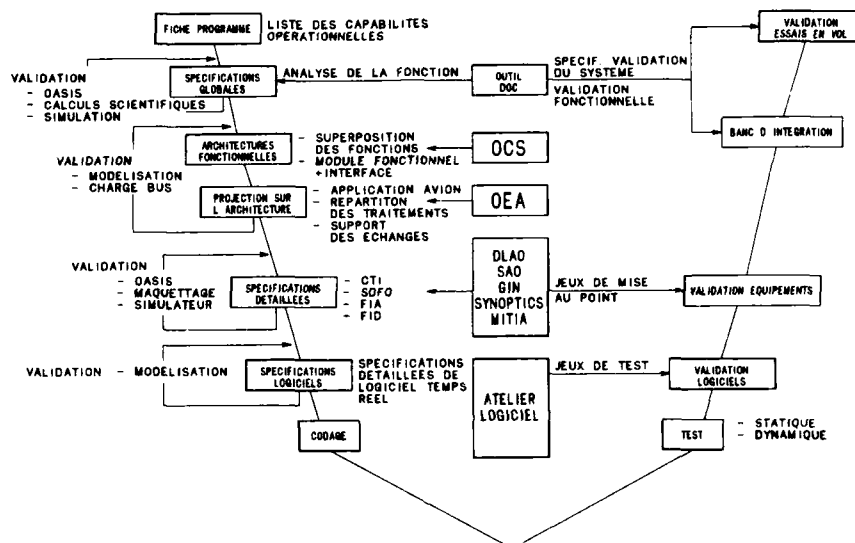 FICHE PROGRAMME
LISTE DES CAPABILITES
OPERATIONNELLES
VALIDATION
- OASIS
- CALCULS SCIENTIFIQUES
- SIMULATION
SPECIFICATIONS
GLOBALES
ANALYSE DE LA FONCTION
OUTIL
DOC
SPECIF. VALIDATION
DU SYSTEME
VALIDATION
FONCTIONNELLE
VALIDATION
ESSAIS EN VOL
BANC D INTEGRATION
VALIDATION
- MODELISATION
- CHARGE BUS
ARCHITECTURES
FONCTIONNELLES
- SUPERPOSITION
DES FONCTIONS
- MODULE FONCTIONNEL
+INTERFACE
OCS
PROJECTION SUR
L ARCHITECTURE
- APPLICATION AVION
- REPARTITON
DES TRAITEMENTS
- SUPPORT
DES ECHANGES
OEA
VALIDATION
- OASIS
- MAQUETTAGE
- SIMULATEUR
SPECIFICATIONS
DETAILLEES
- CTI
- SDFO
- FIA
- FID
DLAO
SAO
GIN
SYNOPTICS
MITIA
JEUX DE MISE
AU POINT
VALIDATION EQUIPEMENTS
VALIDATION - MODELISATION
SPECIFICATIONS
LOGICIELS
SPECIFICATIONS
DETAILLEES DE
LOGICIEL TEMPS
REEL
ATELIER
LOGICIEL
JEUX DE TEST
VALIDATION
LOGICIELS
CODAGE
TEST
- STATIQUE
- DYNAMIQUE